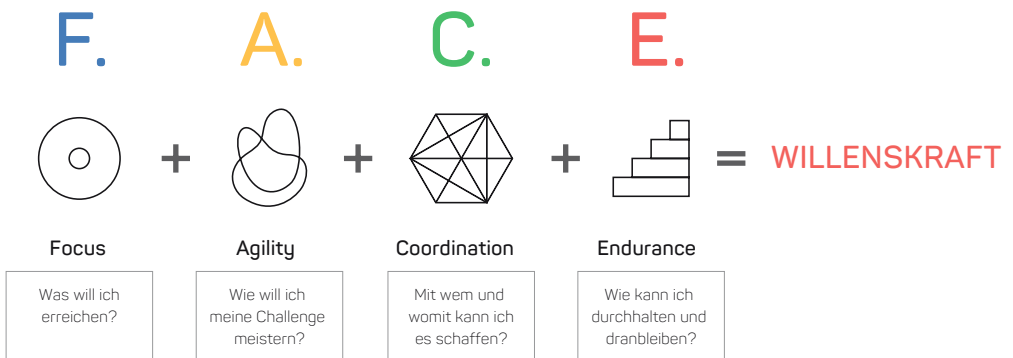 F. A. C. E.
+ + + = WILLENSKRAFT
Focus
Agility
Coordination
Endurance
Was will ich
erreichen?
Wie will ich
meine Challenge
meistern?
Mit wem und
womit kann ich
es schaffen?
Wie kann ich
durchhalten und
dranbleiben?